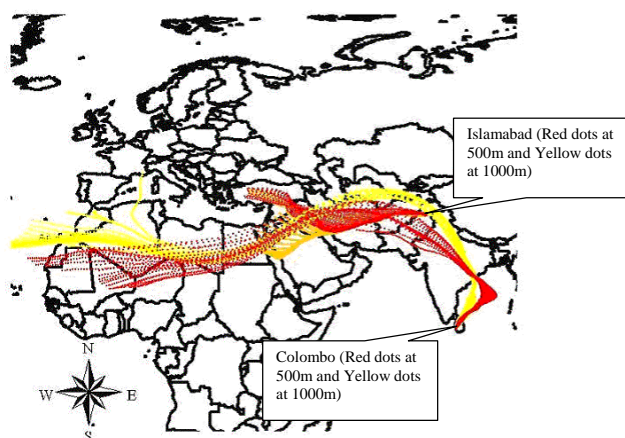 Islamabad (Red dots at
500m and Yellow dots
at 1000m)
Colombo (Red dots at
500m and Yellow dots
at 1000m)
N
W E
S